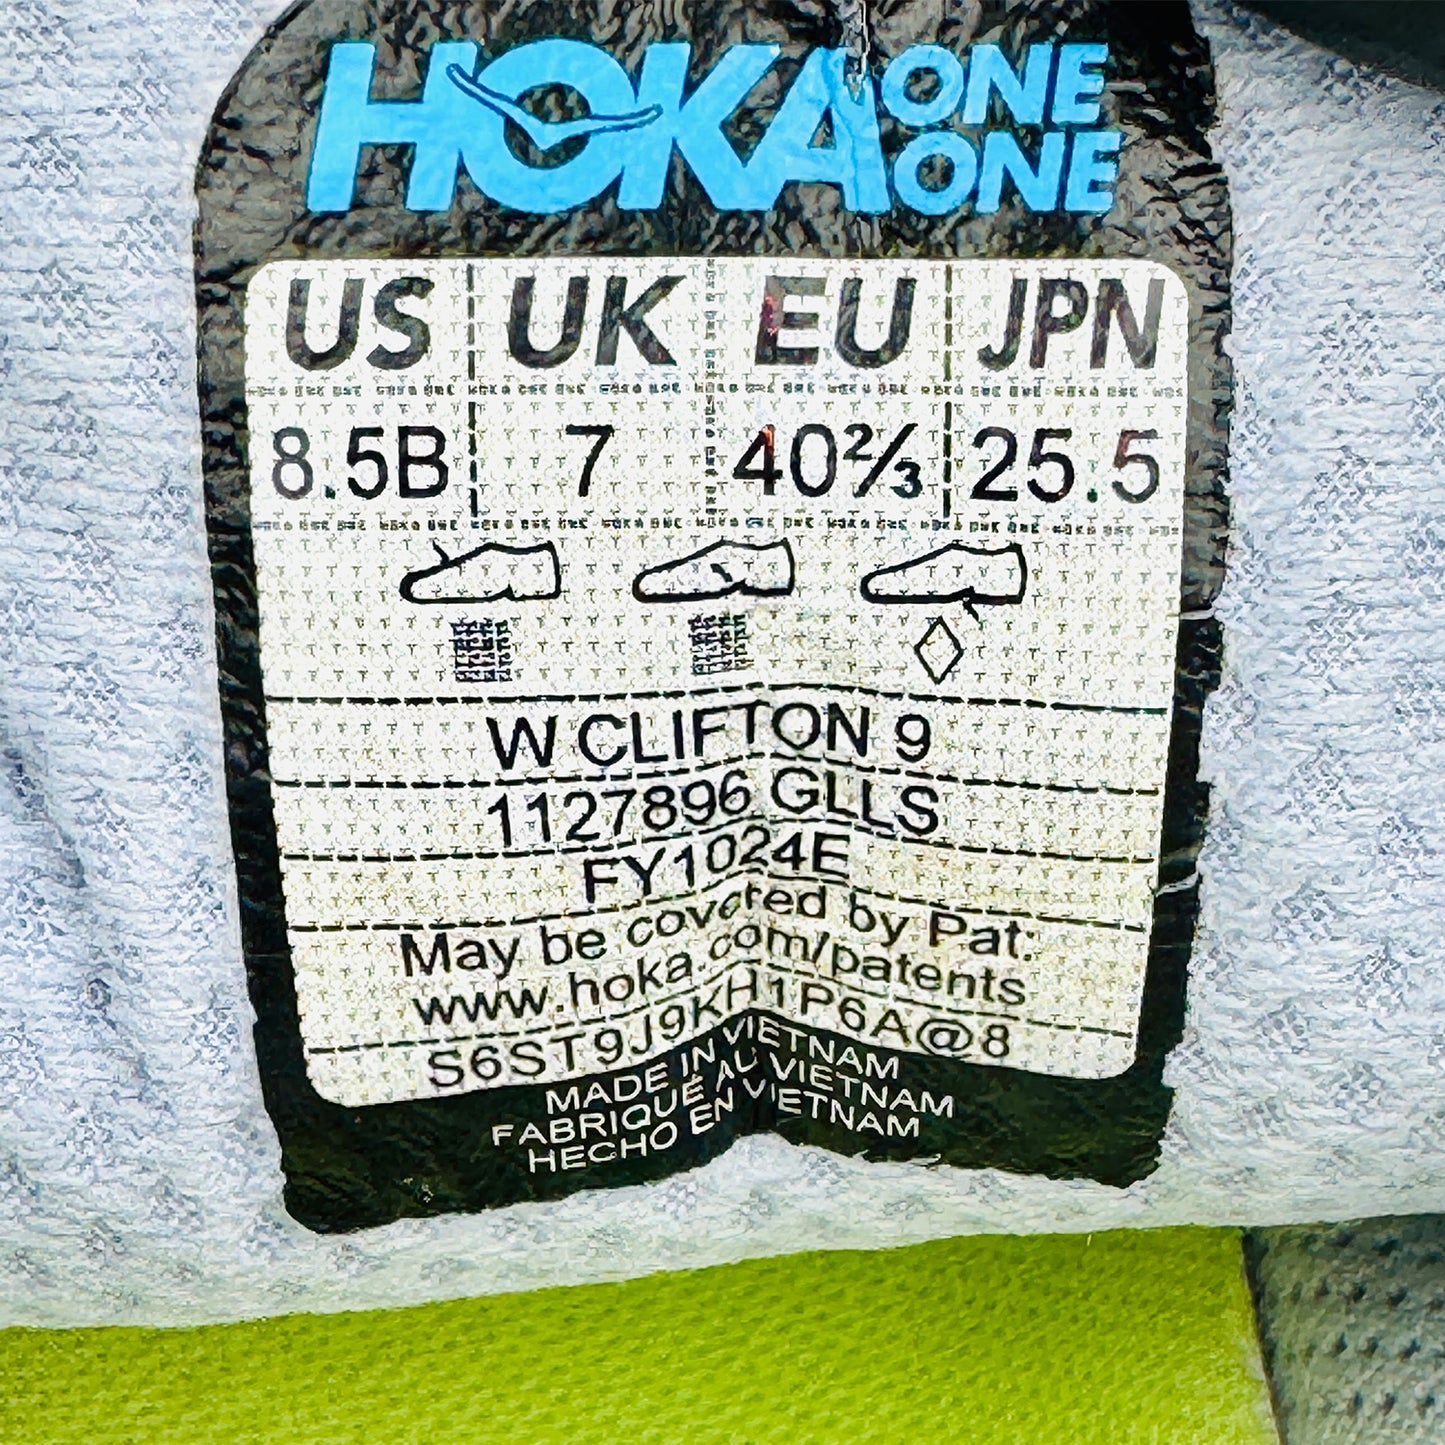 HOKA ONE ONE
US UK EU JPN
8.5B 7 40⅔ 25.5
W CLIFTON 9
1127896 GLLS
FY1024E
May be covered by Pat:
www.hoka.com/patents
S6ST9J9KH1P6A@8
MADE IN VIETNAM
FABRIQUÉ AU VIETNAM
HECHO EN VIETNAM